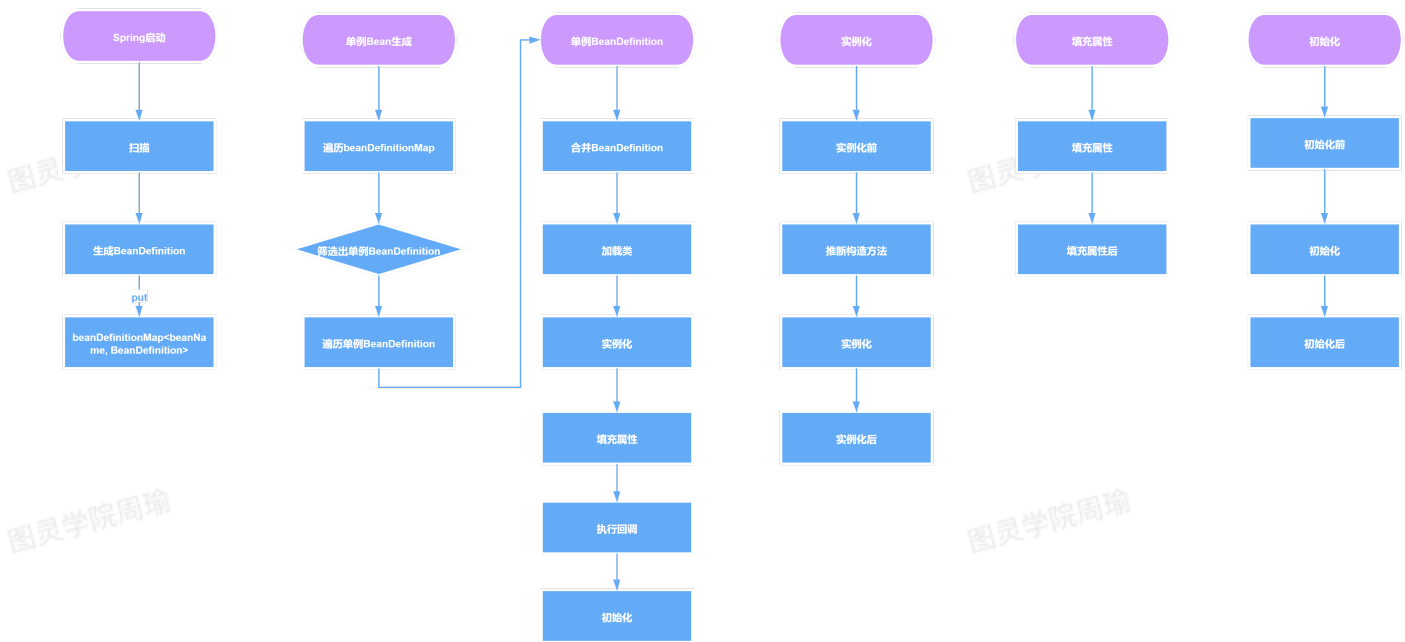 Spring启动
扫描
生成BeanDefinition
put
beanDefinitionMap<beanNa
me, BeanDefinition>
单例Bean生成
遍历beanDefinitionMap
筛选出单例BeanDefinition
遍历单例BeanDefinition
单例BeanDefinition
合并BeanDefinition
加载类
实例化
填充属性
执行回调
初始化
实例化
实例化前
推断构造方法
实例化
实例化后
填充属性
填充属性
填充属性后
初始化
初始化前
初始化
初始化后
图灵学院周瑜
图灵学院周瑜